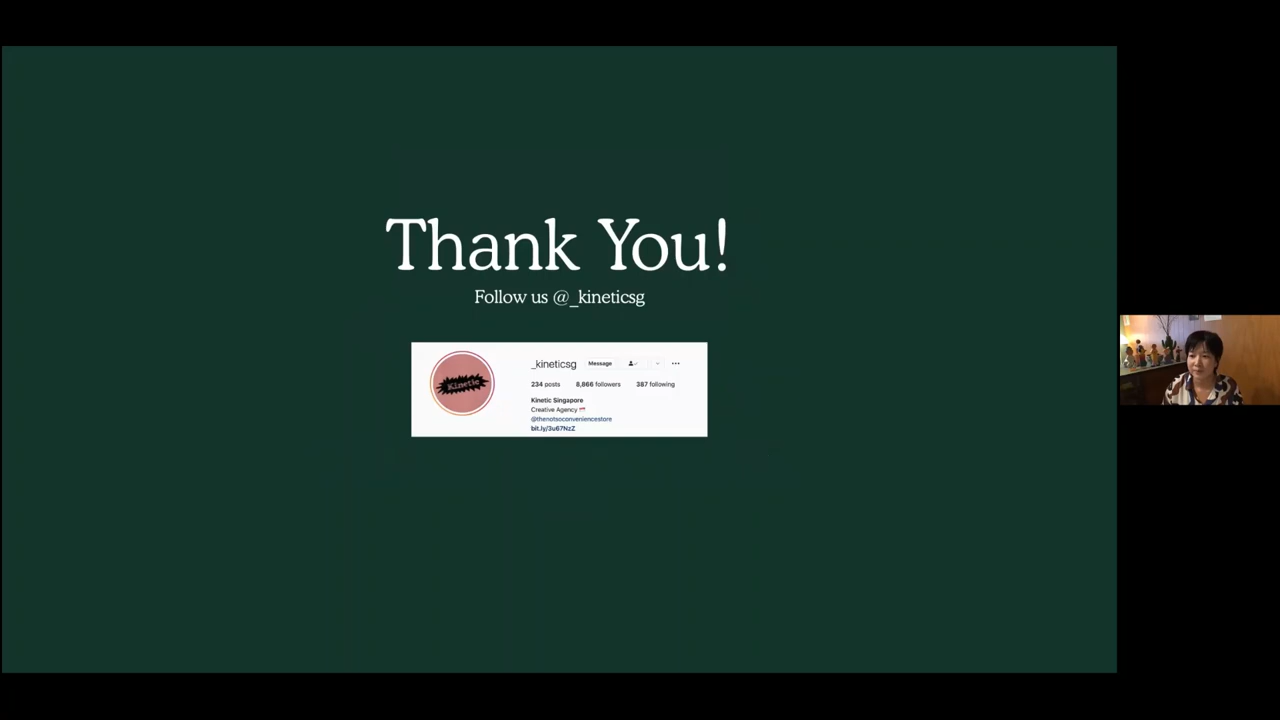 Thank You!
Follow us @_kineticsg
Kinetic
_kineticsg Message
234 posts 8,866 followers 387 following
Kinetic Singapore
Creative Agency
@thenotsoconveniencestore
bit.ly/3u67NzZ